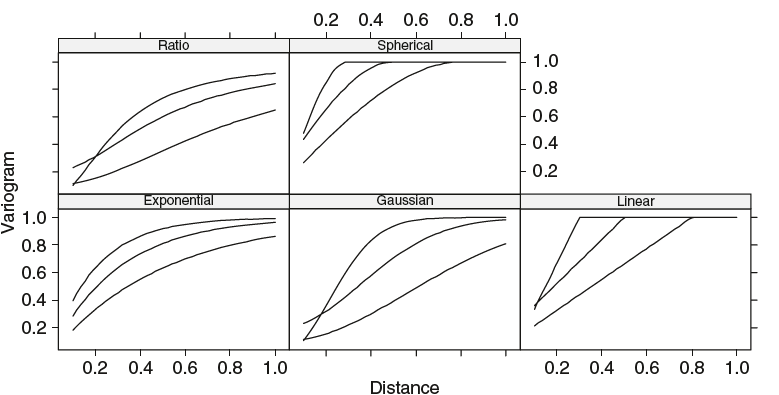 0.2 0.4 0.6 0.8 1.0
Ratio Spherical
1.0
0.8
0.6
0.4
0.2
Variogram
Exponential Gaussian Linear
1.0
0.8
0.6
0.4
0.2
0.2 0.4 0.6 0.8 1.0 0.2 0.4 0.6 0.8 1.0
Distance